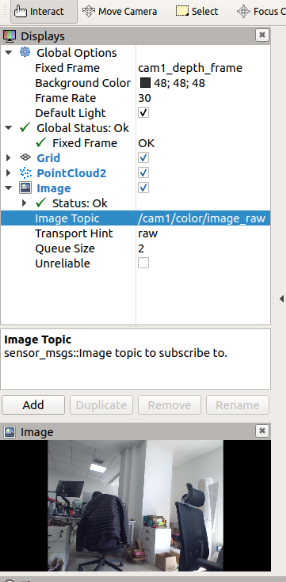 Interact Move Camera Select Focus C
Displays
Global Options
Fixed Frame cam1_depth_frame
Background Color 48; 48; 48
Frame Rate 30
Default Light
Global Status: Ok
Fixed Frame OK
Grid
PointCloud2
Image
Status: Ok
Image Topic /cam1/color/image_raw
Transport Hint raw
Queue Size 2
Unreliable
Image Topic
sensor_msgs::Image topic to subscribe to.
Add Duplicate Remove Rename
Image